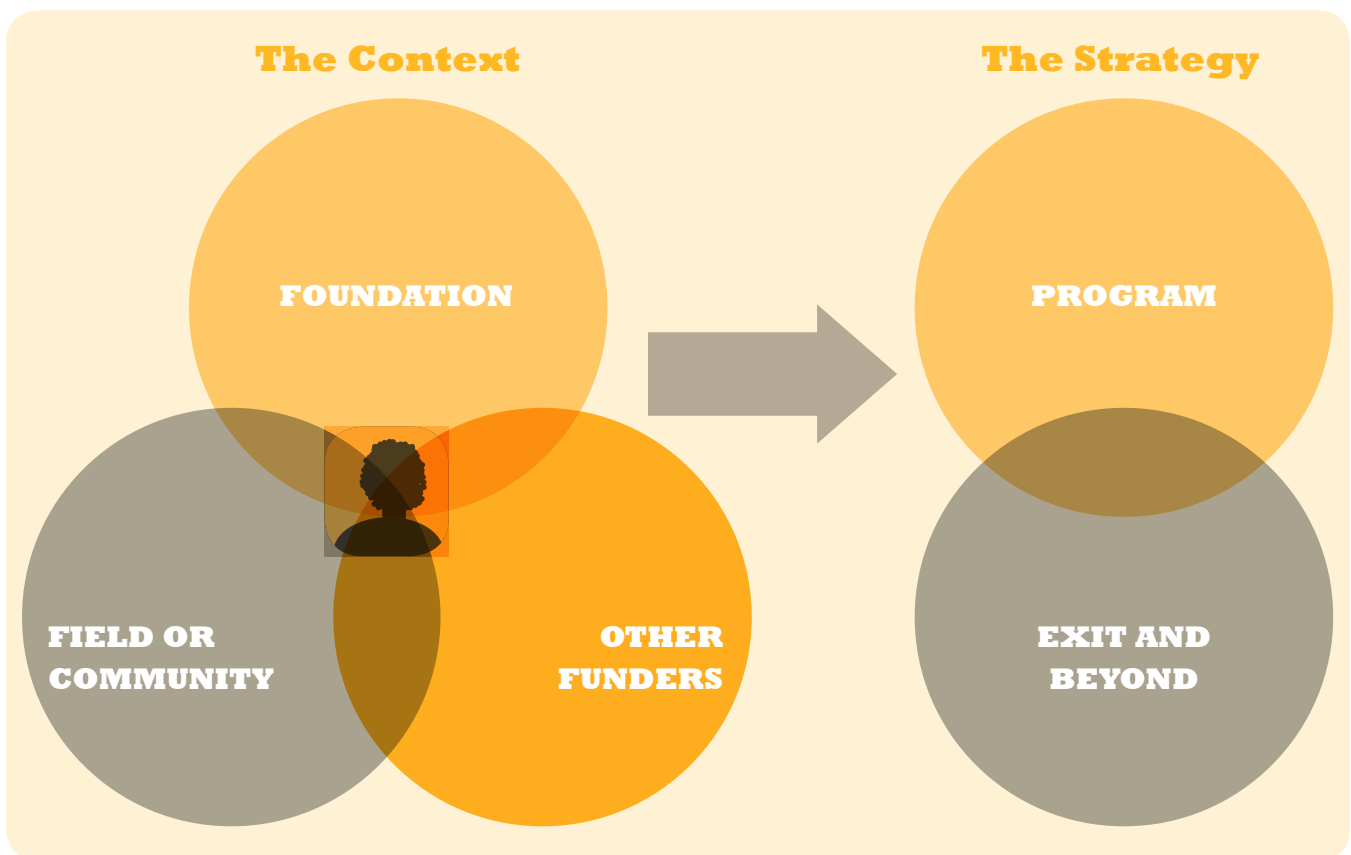 The Context
The Strategy
FOUNDATION
PROGRAM
FIELD OR
COMMUNITY
OTHER
FUNDERS
EXIT AND
BEYOND